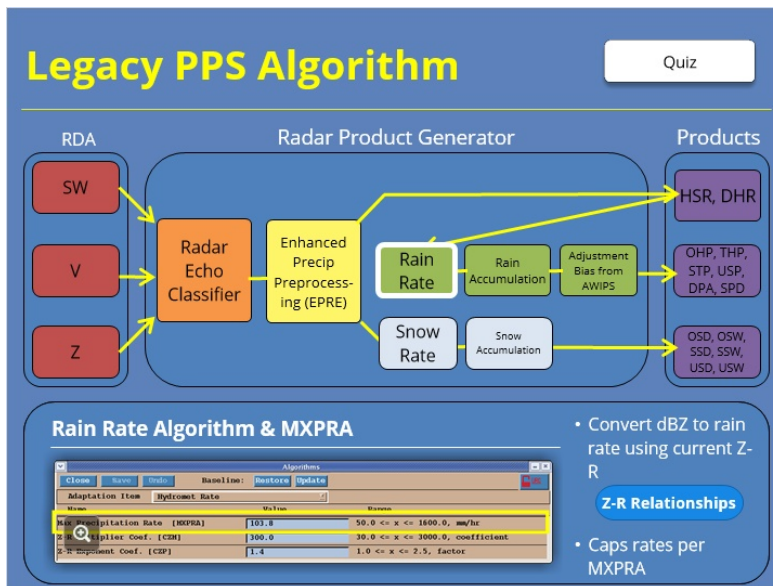 Legacy PPS Algorithm
Quiz
RDA
Radar Product Generator
Products
SW
V
Z
Radar
Echo
Classifier
Enhanced
Precip
Preprocess-
ing (EPRE)
Rain
Rate
Rain
Accumulation
Adjustment
Bias from
AWIPS
Snow
Rate
Snow
Accumulation
HSR, DHR
OHP, THP,
STP, USP,
DPA, SPD
OSD, OSW,
SSD, SSW,
USD, USW
Rain Rate Algorithm & MXPRA
Algorithms
Close Save Undo Baseline: Restore Update
Adaptation Item Hydromet Rate
Name Value Range
Max Precipitation Rate [MXPRA] 103.8 50.0 <= x <= 1600.0, mm/hr
Multiplier Coef. [CZM] 300.0 30.0 <= x <= 3000.0, coefficient
Z-R Exponent Coef. [CZP] 1.4 1.0 <= x <= 2.5, factor
• Convert dBZ to rain
rate using current Z-
R
Z-R Relationships
• Caps rates per
MXPRA